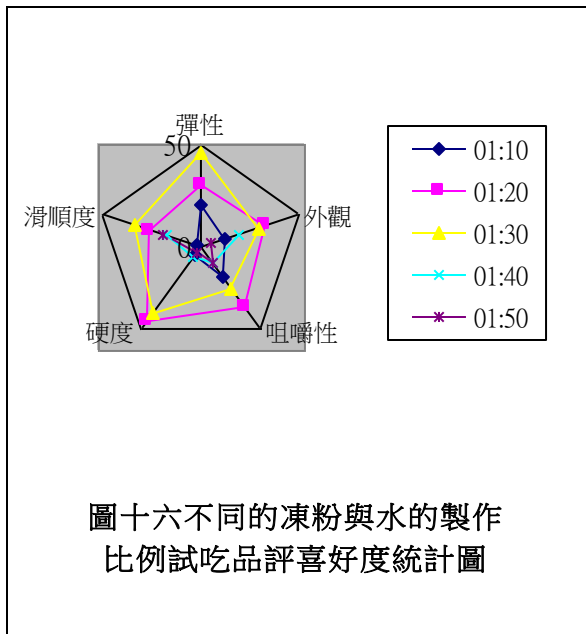 彈性
50
滑順度
外觀
0
硬度
咀嚼性
01:10
01:20
01:30
01:40
01:50
圖十六不同的凍粉與水的製作
比例試吃品評喜好度統計圖